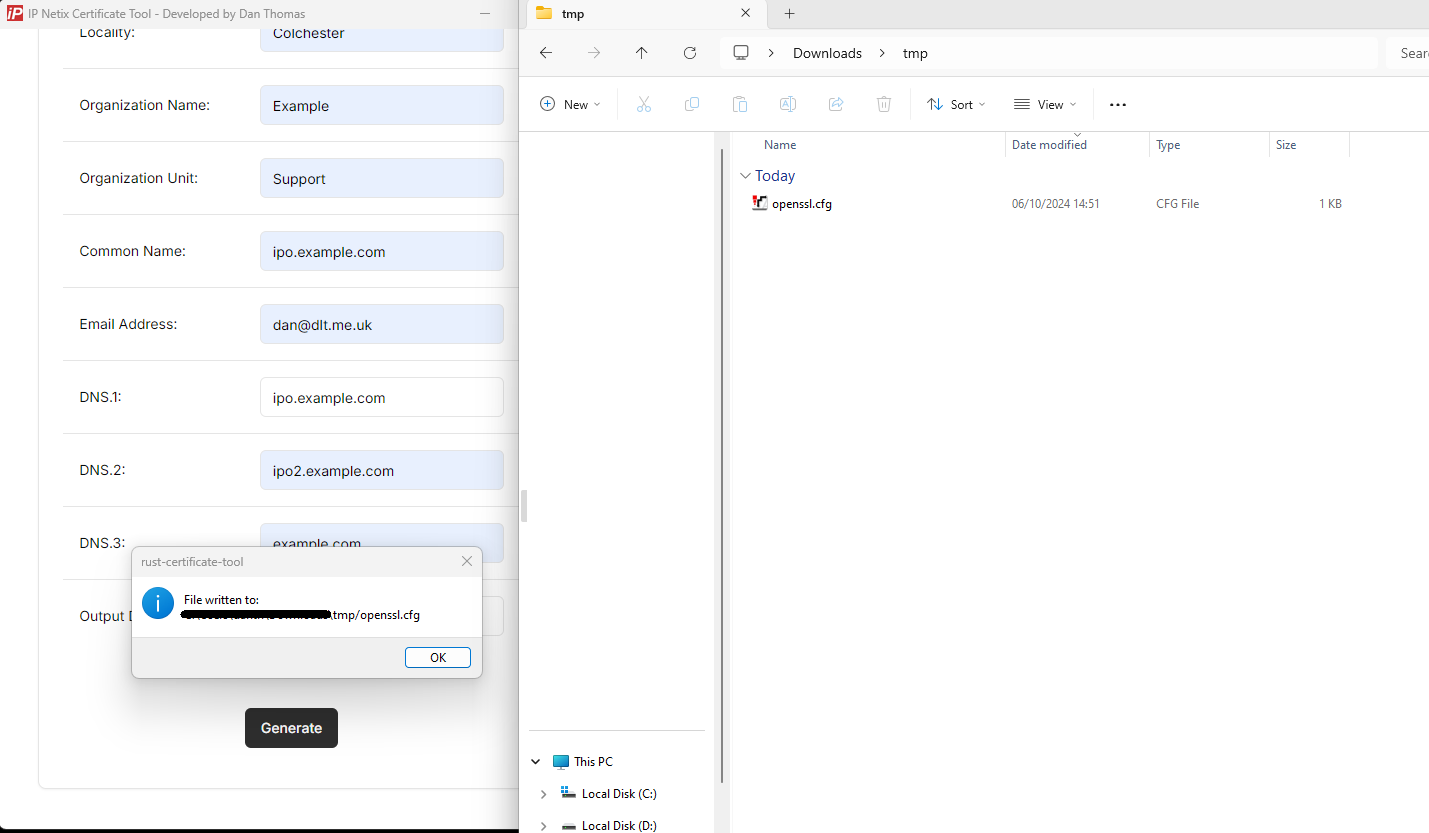 iP IP Netix Certificate Tool - Developed by Dan Thomas
Locality: Colchester
Organization Name: Example
Organization Unit: Support
Common Name: ipo.example.com
Email Address: dan@dlt.me.uk
DNS.1: ipo.example.com
DNS.2: ipo2.example.com
DNS.3: example.com
Output
rust-certificate-tool
File written to:
\tmp/openssl.cfg
OK
Generate
tmp
Downloads > tmp
New
Sort
View
Name Date modified Type Size
Today
openssl.cfg 06/10/2024 14:51 CFG File 1 KB
This PC
Local Disk (C:)
Local Disk (D:)